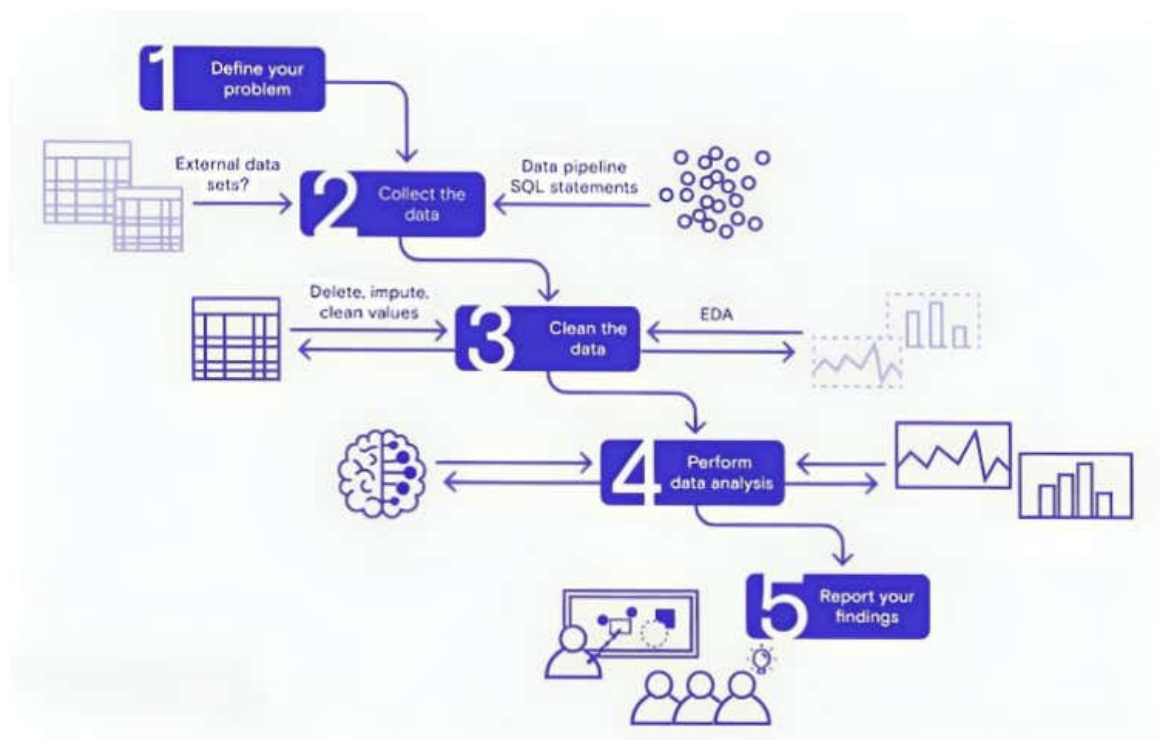 1
Define your
problem
External data
sets?
2
Collect the
data
Data pipeline
SQL statements
Delete, impute,
clean values
3
Clean the
data
EDA
4
Perform
data analysis
5
Report your
findings